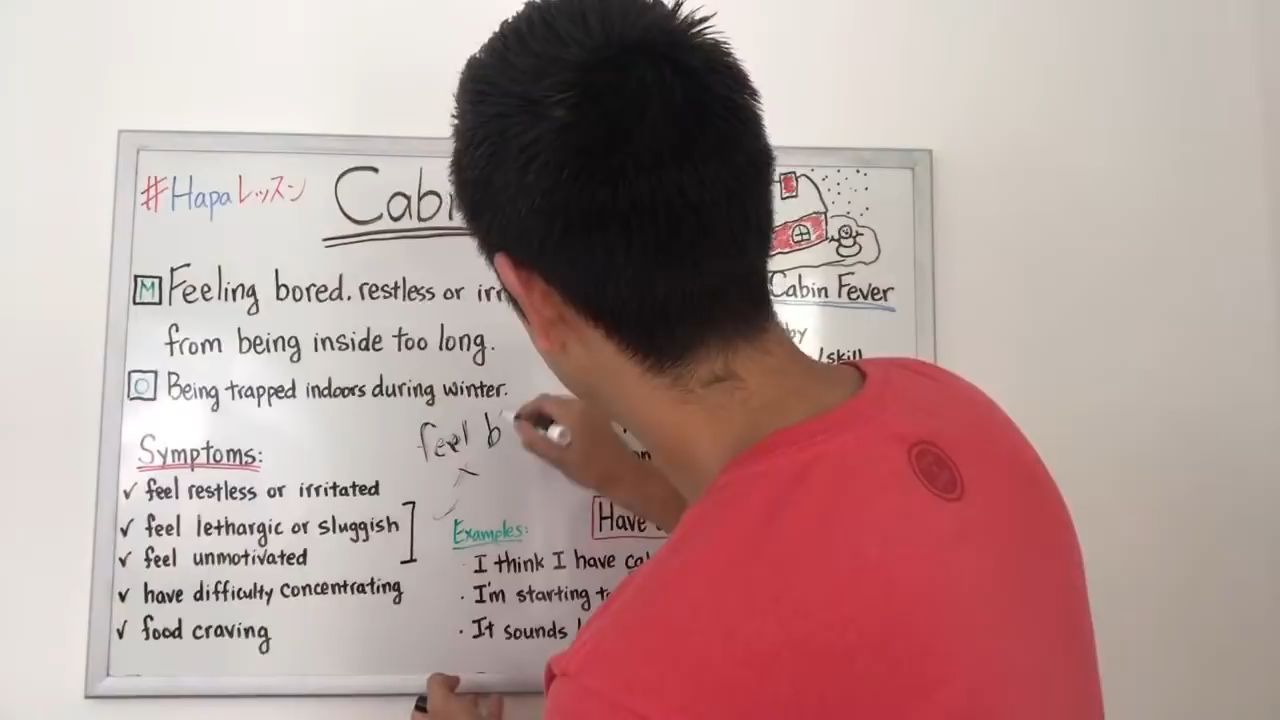 #Hapaレッスン
Cabin
M Feeling bored. restless or irr
from being inside too long.
O Being trapped indoors during winter.
feel b
Symptoms:
✓ feel restless or irritated
✓ feel lethargic or sluggish
✓ feel unmotivated
✓ have difficulty concentrating
✓ food craving
Examples:
· I think I have ca
· I'm starting t
· It sounds
Have
Cabin Fever
/skill